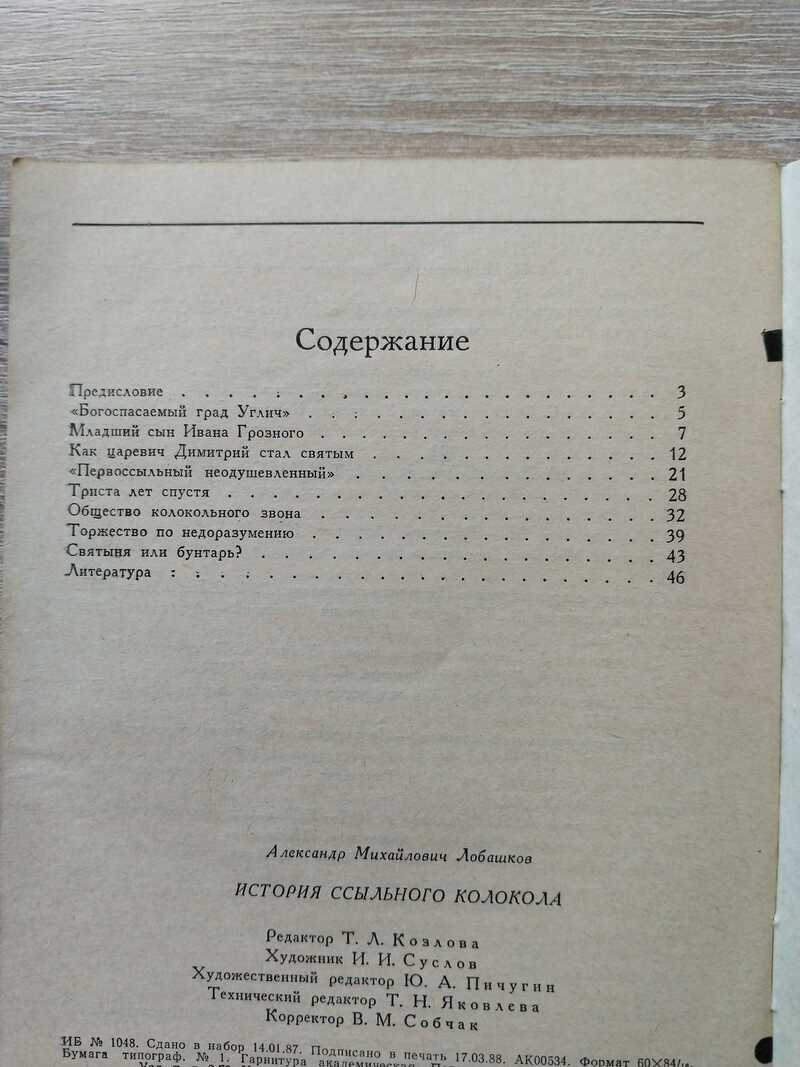 Содержание
Предисловие . . . . . . . . . . . . . . . . . . . . . 3
«Богоспасаемый град Углич» . . . . . . . . . . . . . . . . 5
Младший сын Ивана Грозного . . . . . . . . . . . . . . . 7
Как царевич Димитрий стал святым . . . . . . . . . . . . . 12
«Первоссыльный неодушевленный» . . . . . . . . . . . . . 21
Триста лет спустя . . . . . . . . . . . . . . . . . . . 28
Общество колокольного звона . . . . . . . . . . . . . . . 32
Торжество по недоразумению . . . . . . . . . . . . . . . 39
Святыня или бунтарь? . . . . . . . . . . . . . . . . . . 43
Литература . . . . . . . . . . . . . . . . . . . . . 46
Александр Михайлович Лобашков
ИСТОРИЯ ССЫЛЬНОГО КОЛОКОЛА
Редактор Т. Л. Козлова
Художник И. И. Суслов
Художественный редактор Ю. А. Пичугин
Технический редактор Т. Н. Яковлева
Корректор В. М. Собчак
ИБ № 1048. Сдано в набор 14.01.87. Подписано в печать 17.03.88. АК00534. Формат 60×84/16.
Бумага типограф. № 1. Гарнитура академическая.